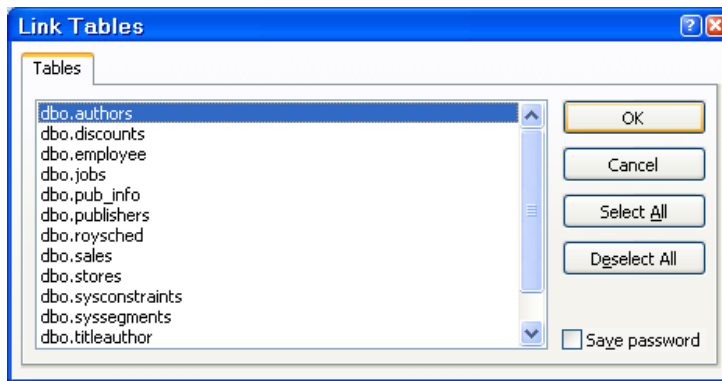 Link Tables
Tables
dbo.authors
dbo.discounts
dbo.employee
dbo.jobs
dbo.pub_info
dbo.publishers
dbo.roysched
dbo.sales
dbo.stores
dbo.sysconstraints
dbo.syssegments
dbo.titleauthor
OK
Cancel
Select All
Deselect All
Save password